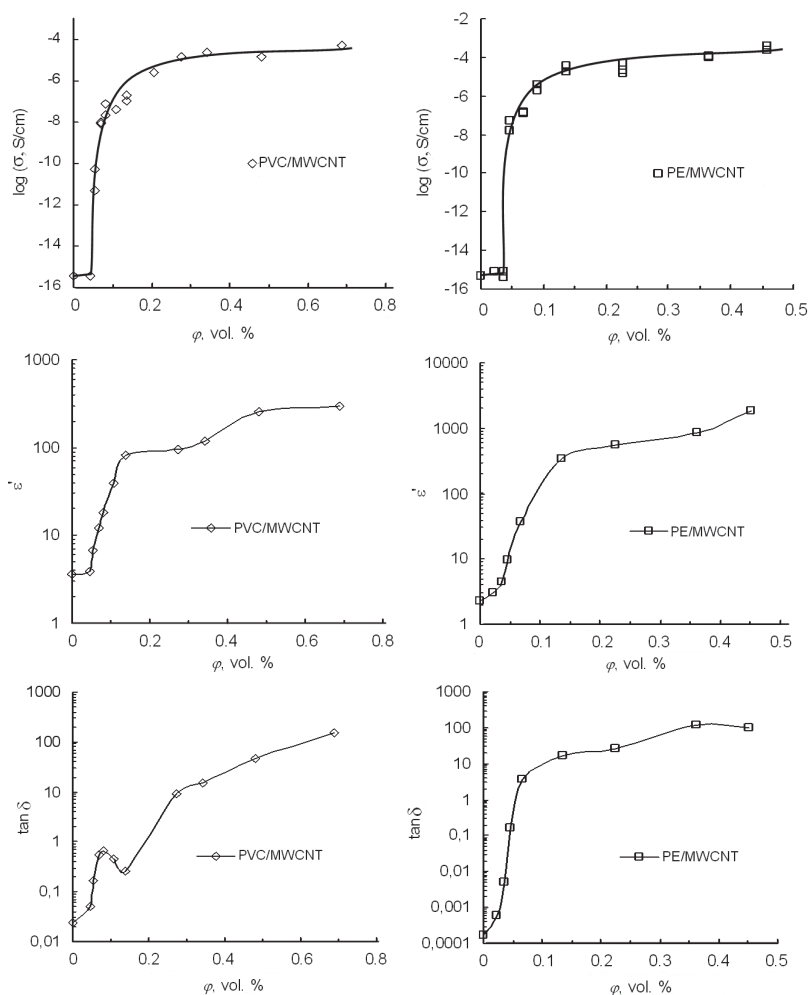 0
-2
-4
-6
-8
-10
-12
-14
-16
0 0.2 0.4 0.6 0.8
log (σ, S/cm)
φ, vol. %
PVC/MWCNT
0
-2
-4
-6
-8
-10
-12
-14
-16
0 0.1 0.2 0.3 0.4 0.5
log (σ, S/cm)
φ, vol. %
PE/MWCNT
1000
100
10
1
0 0.2 0.4 0.6 0.8
ε'
φ, vol. %
PVC/MWCNT
10000
1000
100
10
1
0 0.1 0.2 0.3 0.4 0.5
ε'
φ, vol. %
PE/MWCNT
1000
100
10
1
0,1
0,01
0 0.2 0.4 0.6 0.8
tan δ
φ, vol. %
PVC/MWCNT
1000
100
10
1
0,1
0,01
0,001
0,0001
0 0.1 0.2 0.3 0.4 0.5
tan δ
φ, vol. %
PE/MWCNT